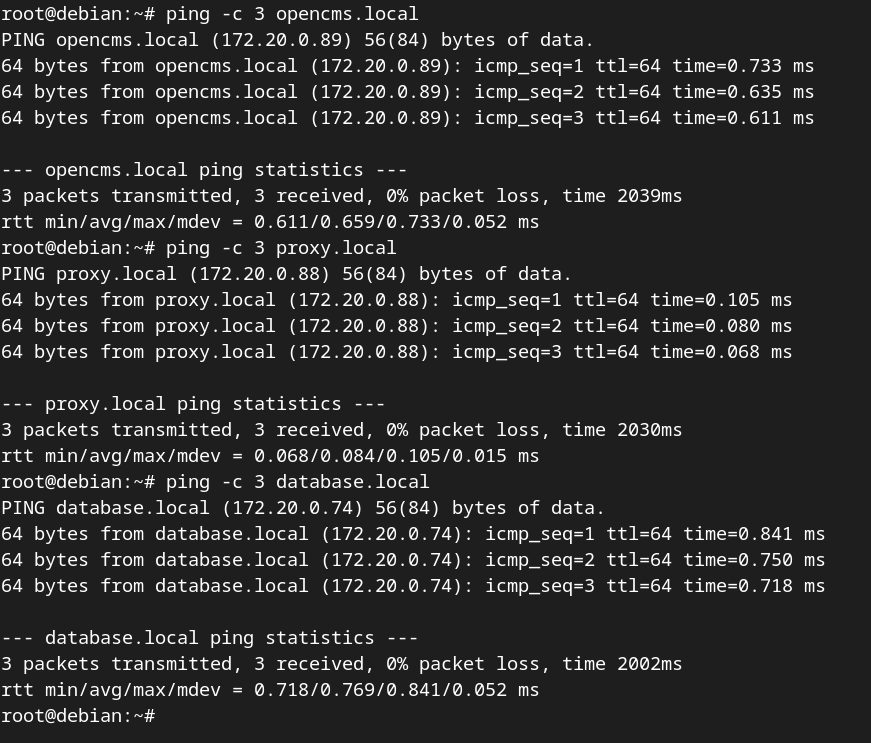 root@debian:~# ping -c 3 opencms.local
PING opencms.local (172.20.0.89) 56(84) bytes of data.
64 bytes from opencms.local (172.20.0.89): icmp_seq=1 ttl=64 time=0.733 ms
64 bytes from opencms.local (172.20.0.89): icmp_seq=2 ttl=64 time=0.635 ms
64 bytes from opencms.local (172.20.0.89): icmp_seq=3 ttl=64 time=0.611 ms

--- opencms.local ping statistics ---
3 packets transmitted, 3 received, 0% packet loss, time 2039ms
rtt min/avg/max/mdev = 0.611/0.659/0.733/0.052 ms
root@debian:~# ping -c 3 proxy.local
PING proxy.local (172.20.0.88) 56(84) bytes of data.
64 bytes from proxy.local (172.20.0.88): icmp_seq=1 ttl=64 time=0.105 ms
64 bytes from proxy.local (172.20.0.88): icmp_seq=2 ttl=64 time=0.080 ms
64 bytes from proxy.local (172.20.0.88): icmp_seq=3 ttl=64 time=0.068 ms

--- proxy.local ping statistics ---
3 packets transmitted, 3 received, 0% packet loss, time 2030ms
rtt min/avg/max/mdev = 0.068/0.084/0.105/0.015 ms
root@debian:~# ping -c 3 database.local
PING database.local (172.20.0.74) 56(84) bytes of data.
64 bytes from database.local (172.20.0.74): icmp_seq=1 ttl=64 time=0.841 ms
64 bytes from database.local (172.20.0.74): icmp_seq=2 ttl=64 time=0.750 ms
64 bytes from database.local (172.20.0.74): icmp_seq=3 ttl=64 time=0.718 ms

--- database.local ping statistics ---
3 packets transmitted, 3 received, 0% packet loss, time 2002ms
rtt min/avg/max/mdev = 0.718/0.769/0.841/0.052 ms
root@debian:~#